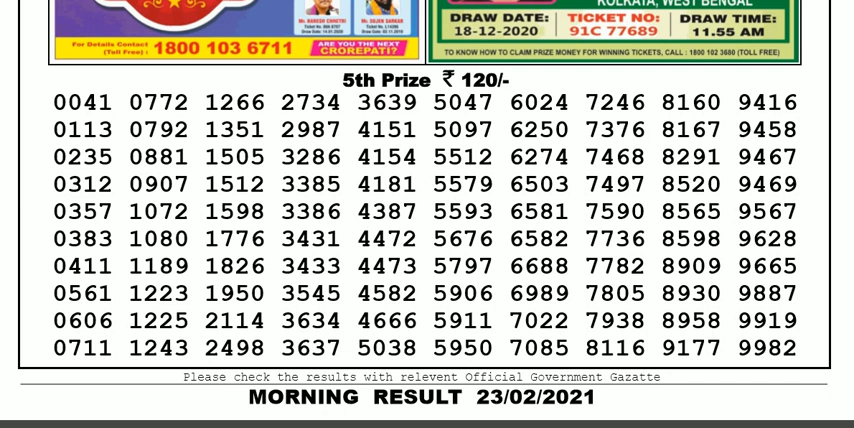 KOLKATA, WEST BENGAL
Mr. NARESH CHHETRI
Mr. SUJEN SARKAR
DRAW DATE: TICKET NO: DRAW TIME:
18-12-2020 91C 77689 11.55 AM
For Details Contact
(Toll Free) : 1800 103 6711
ARE YOU THE NEXT
CROREPATI?
TO KNOW HOW TO CLAIM PRIZE MONEY FOR WINNING TICKETS, CALL : 1800 102 3680 (TOLL FREE)
5th Prize ₹ 120/-
0041 0772 1266 2734 3639 5047 6024 7246 8160 9416
0113 0792 1351 2987 4151 5097 6250 7376 8167 9458
0235 0881 1505 3286 4154 5512 6274 7468 8291 9467
0312 0907 1512 3385 4181 5579 6503 7497 8520 9469
0357 1072 1598 3386 4387 5593 6581 7590 8565 9567
0383 1080 1776 3431 4472 5676 6582 7736 8598 9628
0411 1189 1826 3433 4473 5797 6688 7782 8909 9665
0561 1223 1950 3545 4582 5906 6989 7805 8930 9887
0606 1225 2114 3634 4666 5911 7022 7938 8958 9919
0711 1243 2498 3637 5038 5950 7085 8116 9177 9982
Please check the results with relevent Official Government Gazatte
MORNING RESULT 23/02/2021